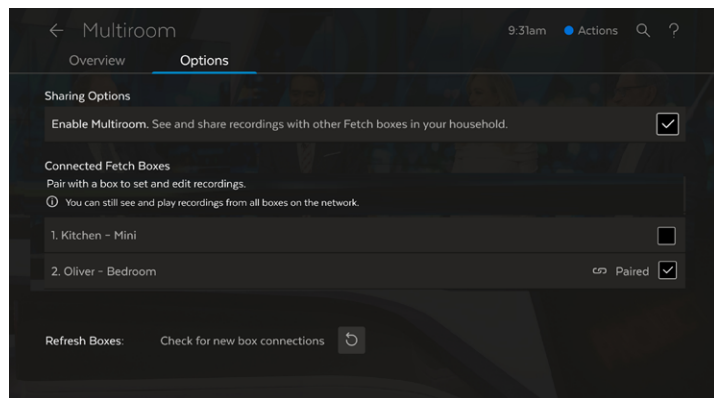 Multiroom
9:31am Actions
Overview Options
Sharing Options
Enable Multiroom. See and share recordings with other Fetch boxes in your household.
Connected Fetch Boxes
Pair with a box to set and edit recordings.
You can still see and play recordings from all boxes on the network.
1. Kitchen – Mini
2. Oliver – Bedroom Paired
Refresh Boxes: Check for new box connections